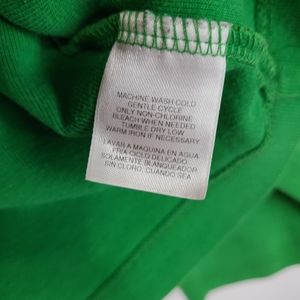 MACHINE WASH COLD
GENTLE CYCLE
ONLY NON-CHLORINE
BLEACH WHEN NEEDED
TUMBLE DRY LOW
WARM IRON IF NECESSARY
LAVAR A MAQUINA EN AGUA
FRIA CICLO DELICADO
SOLAMENTE BLANQUEADOR
SIN CLORO, CUANDO SEA